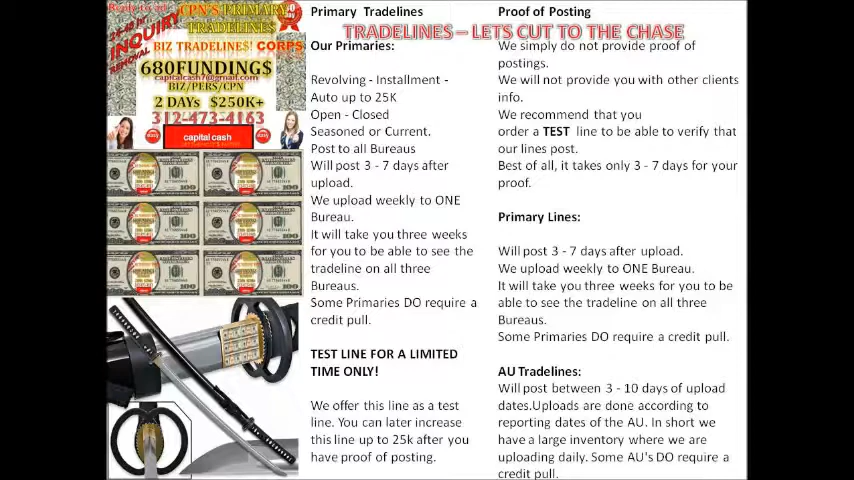 Ready to add
CPN'S PRIMARY
TRADELINES
Day
24-48 hr
INQUIRY
REMOVAL
BIZ TRADELINES! CORPS
680FUNDING$
capitalcash7@gmail.com
BIZ/PERS/CPN
2 DAYs $250K+
312-473-4163
easy
capital cash
easy
TRADELINES – LETS CUT TO THE CHASE
Primary Tradelines
Our Primaries:
Revolving - Installment -
Auto up to 25K
Open - Closed
Seasoned or Current.
Post to all Bureaus
Will post 3 - 7 days after
upload.
We upload weekly to ONE
Bureau.
It will take you three weeks
for you to be able to see the
tradeline on all three
Bureaus.
Some Primaries DO require a
credit pull.
TEST LINE FOR A LIMITED
TIME ONLY!
We offer this line as a test
line. You can later increase
this line up to 25k after you
have proof of posting.
Proof of Posting
We simply do not provide proof of
postings.
We will not provide you with other clients
info.
We recommend that you
order a TEST line to be able to verify that
our lines post.
Best of all, it takes only 3 - 7 days for your
proof.
Primary Lines:
Will post 3 - 7 days after upload.
We upload weekly to ONE Bureau.
It will take you three weeks for you to be
able to see the tradeline on all three
Bureaus.
Some Primaries DO require a credit pull.
AU Tradelines:
Will post between 3 - 10 days of upload
dates.Uploads are done according to
reporting dates of the AU. In short we
have a large inventory where we are
uploading daily. Some AU's DO require a
credit pull.